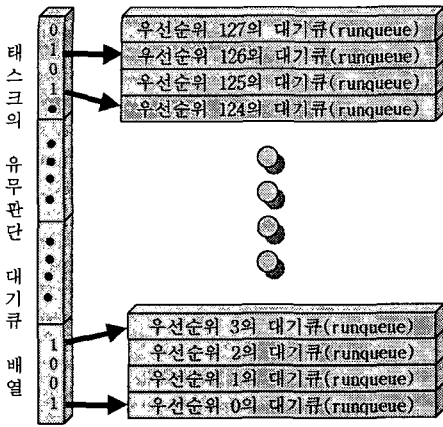 태스크의 유무판단 대기큐 배열
0
1
0
1
우선순위 127의 대기큐(runqueue)
우선순위 126의 대기큐(runqueue)
우선순위 125의 대기큐(runqueue)
우선순위 124의 대기큐(runqueue)
1
0
0
1
우선순위 3의 대기큐(runqueue)
우선순위 2의 대기큐(runqueue)
우선순위 1의 대기큐(runqueue)
우선순위 0의 대기큐(runqueue)